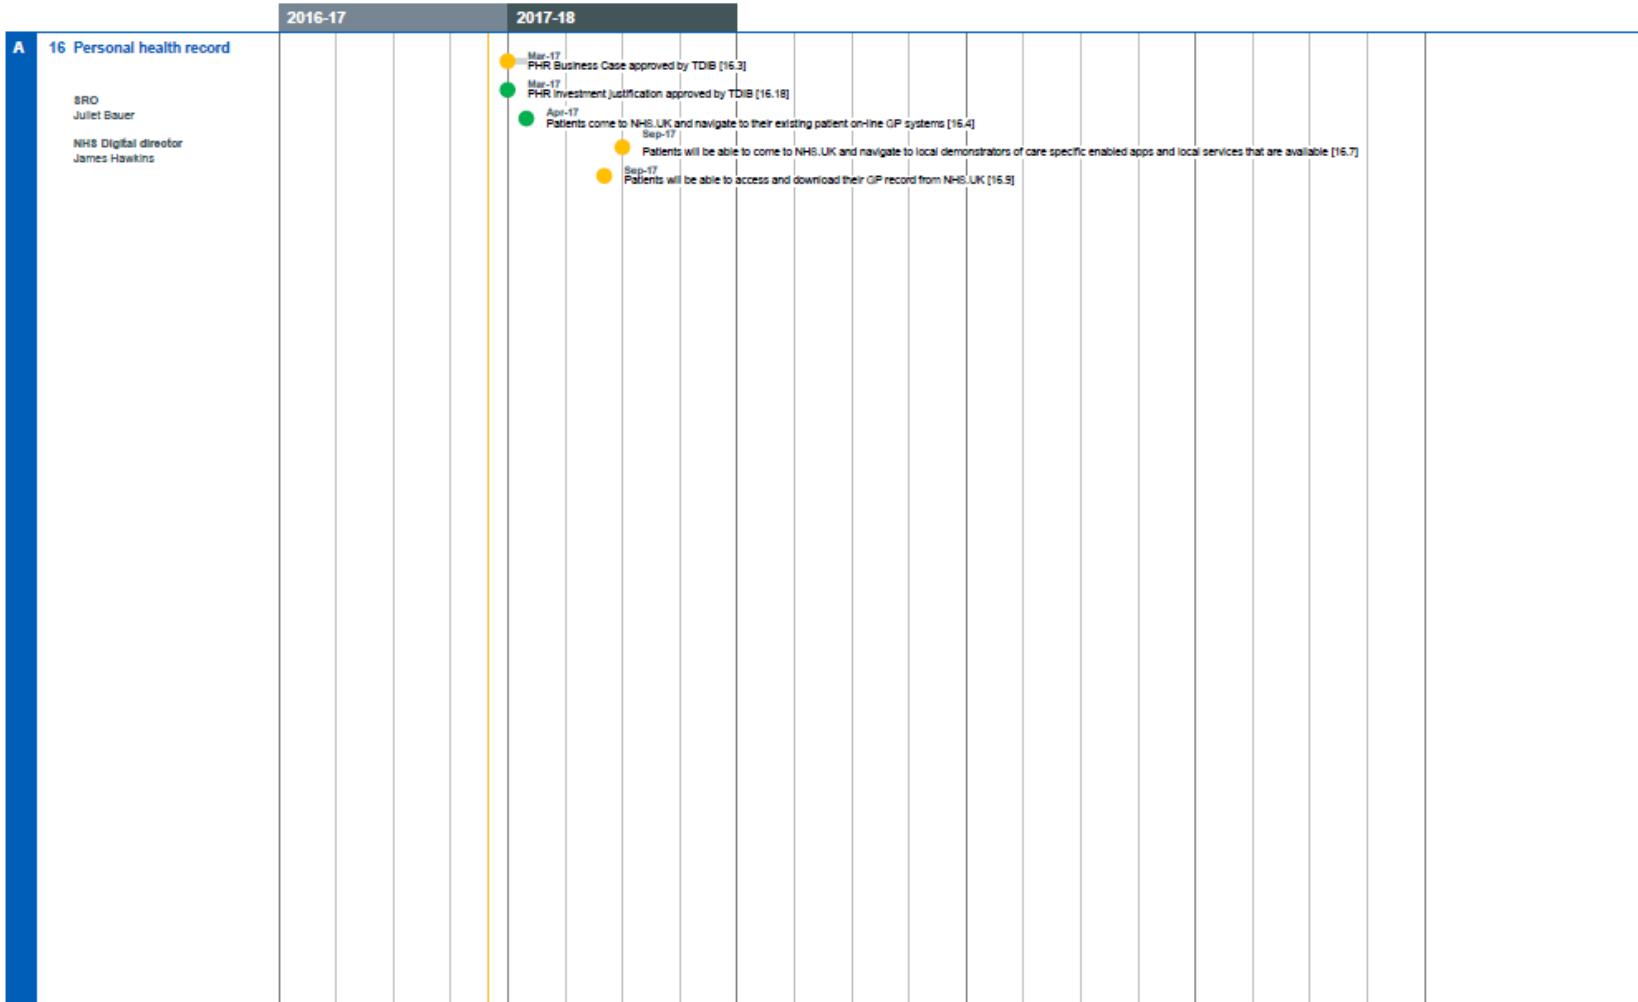 2016-17 2017-18
A 16 Personal health record
SRO
Juliet Bauer
NHS Digital director
James Hawkins
Mar-17
PHR Business Case approved by TDIB [16.3]
Mar-17
PHR Investment justification approved by TDIB [16.18]
Apr-17
Patients come to NHS.UK and navigate to their existing patient on-line GP systems [16.4]
Sep-17
Patients will be able to come to NHS.UK and navigate to local demonstrators of care specific enabled apps and local services that are available [16.7]
Sep-17
Patients will be able to access and download their GP record from NHS.UK [16.9]